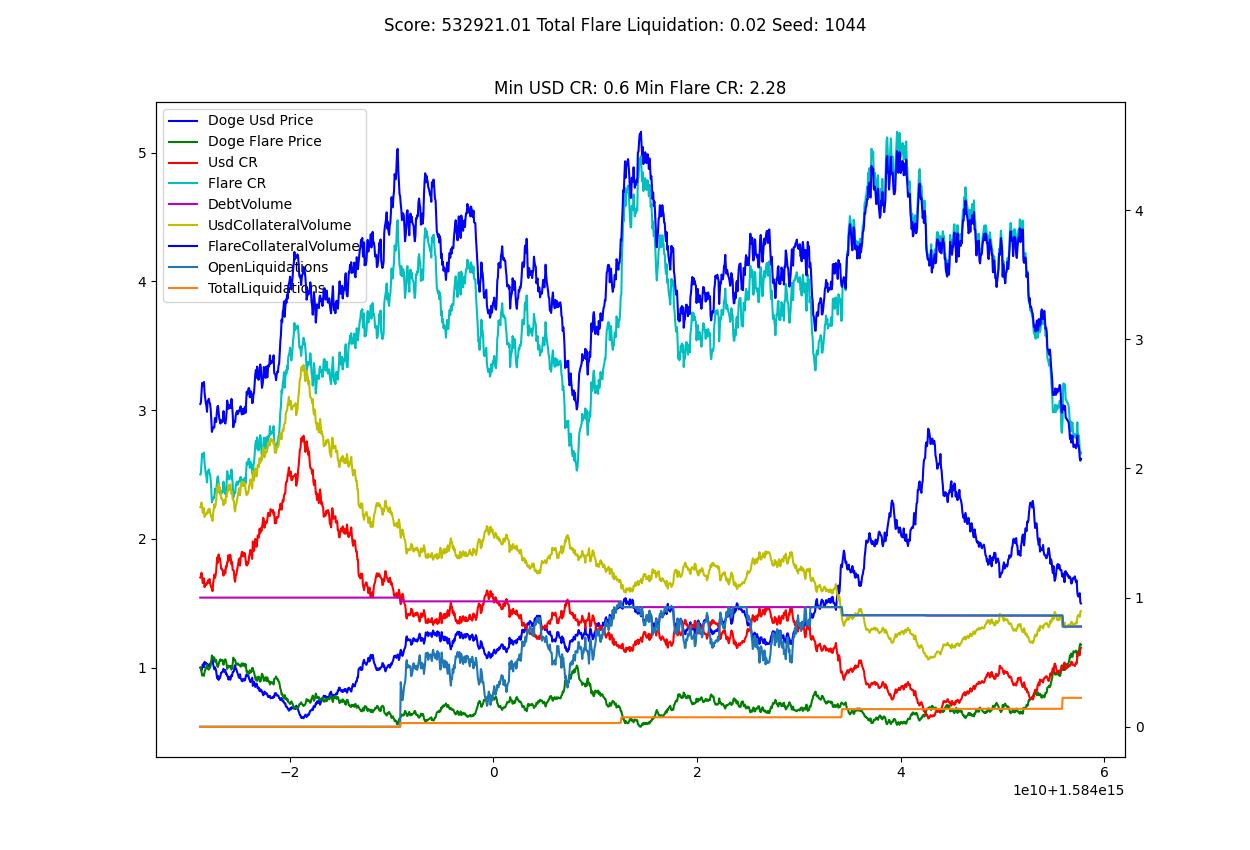 Score: 532921.01 Total Flare Liquidation: 0.02 Seed: 1044
Min USD CR: 0.6 Min Flare CR: 2.28
Doge Usd Price
Doge Flare Price
Usd CR
Flare CR
DebtVolume
UsdCollateralVolume
FlareCollateralVolume
OpenLiquidations
TotalLiquidations
5
4
3
2
1
4
3
2
1
0
−2
0
2
4
6
1e10+1.584e15